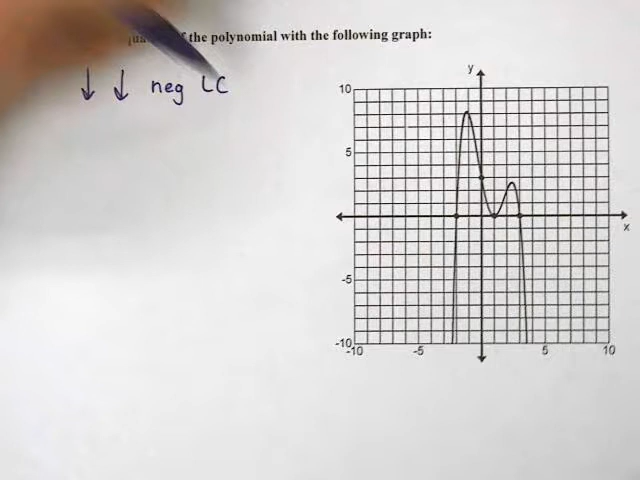 the polynomial with the following graph:
↓ ↓ neg LC
y
10
5
x
-5
-10
-10 -5 5 10